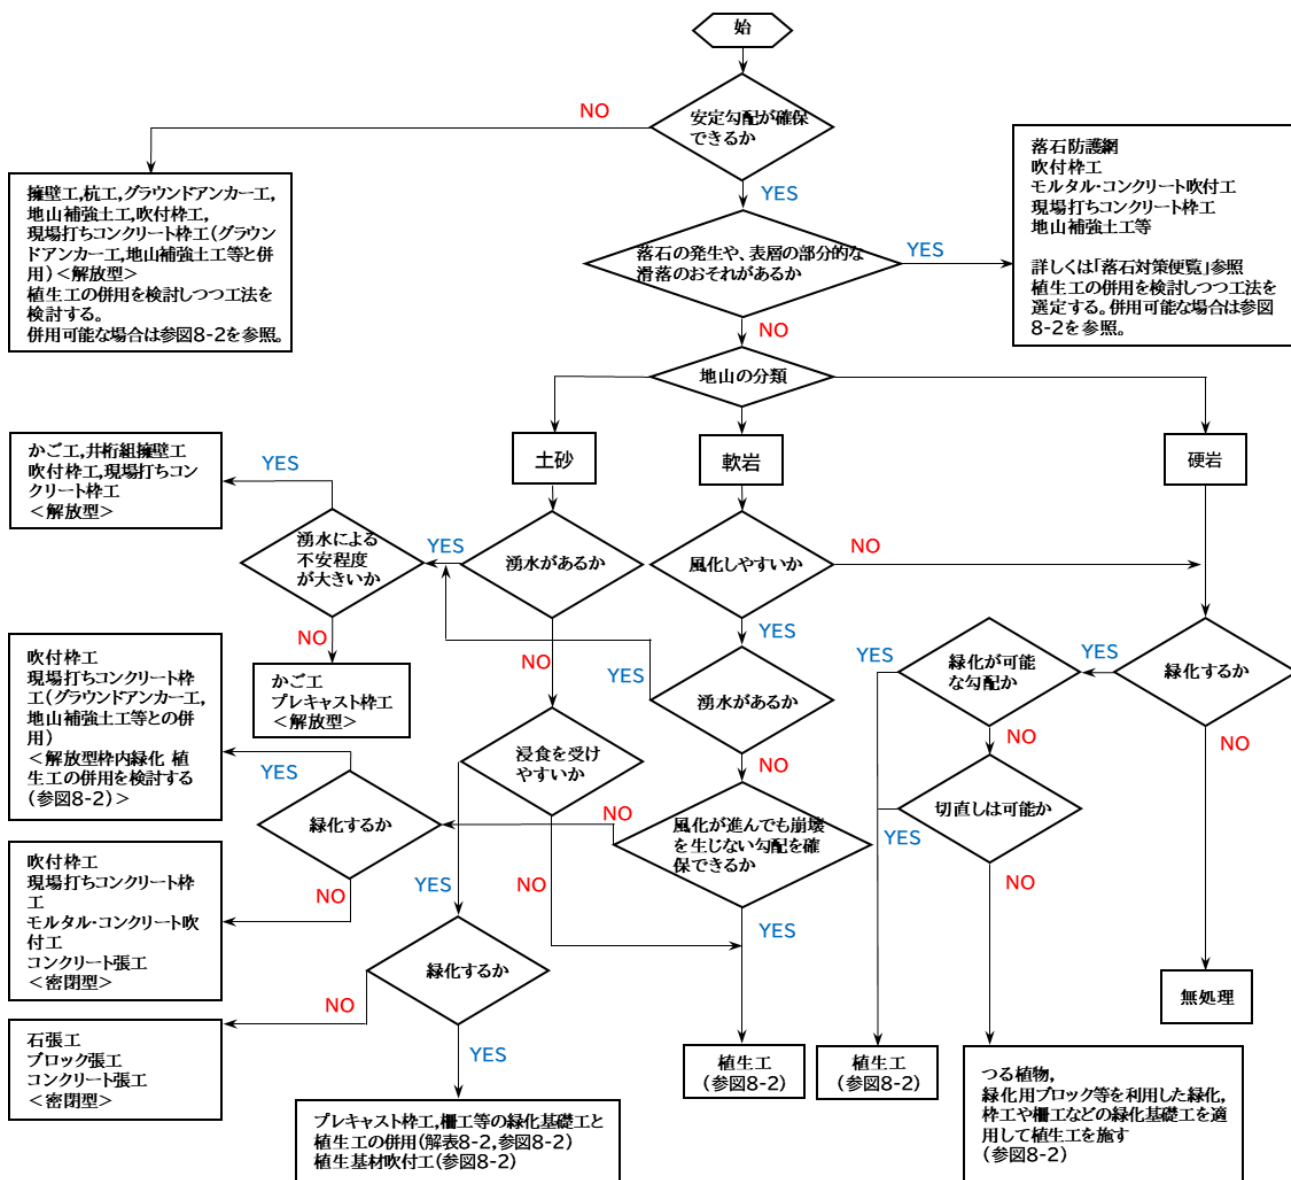 始
NO
安定勾配が確保
できるか
YES
擁壁工,杭工,グラウンドアンカー工,
地山補強土工,吹付枠工,
現場打ちコンクリート枠工(グラウン
ドアンカー工,地山補強土工等と併
用)<解放型>
植生工の併用を検討しつつ工法を
検討する。
併用可能な場合は参図8-2を参照。
落石の発生や、表層の部分的な
滑落のおそれがあるか
YES
落石防護網
吹付枠工
モルタル・コンクリート吹付工
現場打ちコンクリート枠工
地山補強土工等
詳しくは「落石対策便覧」参照
植生工の併用を検討しつつ工法を
選定する。併用可能な場合は参図
8-2を参照。
NO
地山の分類
土砂
軟岩
硬岩
かご工,井桁組擁壁工
吹付枠工,現場打ちコン
クリート枠工
<解放型>
YES
湧水による
不安程度
が大きいか
YES
湧水があるか
風化しやすいか
NO
NO
かご工
プレキャスト枠工
<解放型>
NO
YES
YES
湧水があるか
YES
緑化が可能
な勾配か
YES
緑化するか
吹付枠工
現場打ちコンクリート枠
工(グラウンドアンカー工,
地山補強土工等との併
用)
<解放型枠内緑化 植
生工の併用を検討する
(参図8-2)>
YES
浸食を受け
やすいか
NO
NO
NO
緑化するか
NO
風化が進んでも崩壊
を生じない勾配を確
保できるか
切直しは可能か
YES
吹付枠工
現場打ちコンクリート枠
工
モルタル・コンクリート吹
付工
コンクリート張工
<密閉型>
NO
YES
NO
YES
NO
緑化するか
NO
無処理
石張工
ブロック張工
コンクリート張工
<密閉型>
YES
植生工
(参図8-2)
植生工
(参図8-2)
つる植物,
緑化用ブロック等を利用した緑化,
枠工や柵工などの緑化基礎工を適
用して植生工を施す
(参図8-2)
プレキャスト枠工,柵工等の緑化基礎工と
植生工の併用(解表8-2,参図8-2)
植生基材吹付工(参図8-2)